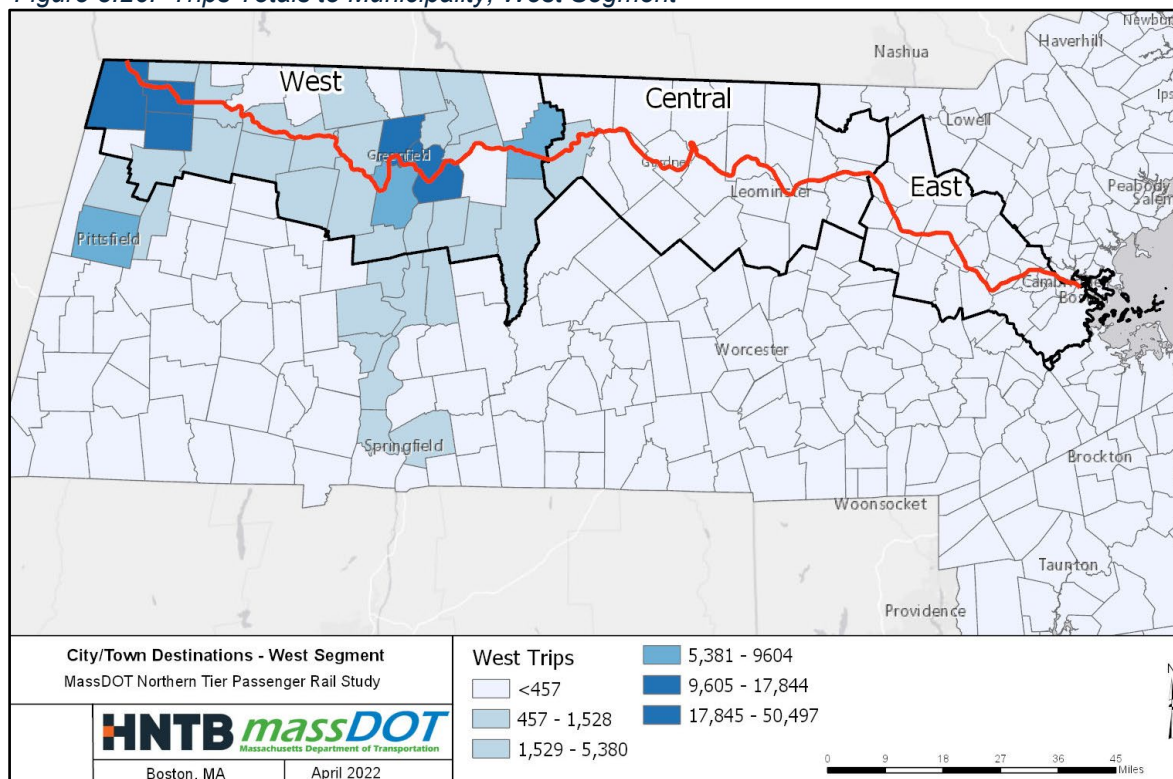 Figure 3.20: Trips Totals to Municipality, West Segment
Newbur
Haverhill
Nashua
West
Ips
Central
Lowell
Greenfield
Gardner
East
Peabody
Leominster
Salem
Pittsfield
Cambridge
Bos
Worcester
Springfield
Brockton
Woonsocket
Taunton
Providence
City/Town Destinations - West Segment
MassDOT Northern Tier Passenger Rail Study
HNTB massDOT
Massachusetts Department of Transportation
Boston, MA April 2022
West Trips
<457
457 - 1,528
1,529 - 5,380
5,381 - 9604
9,605 - 17,844
17,845 - 50,497
N
0 9 18 27 36 45
Miles